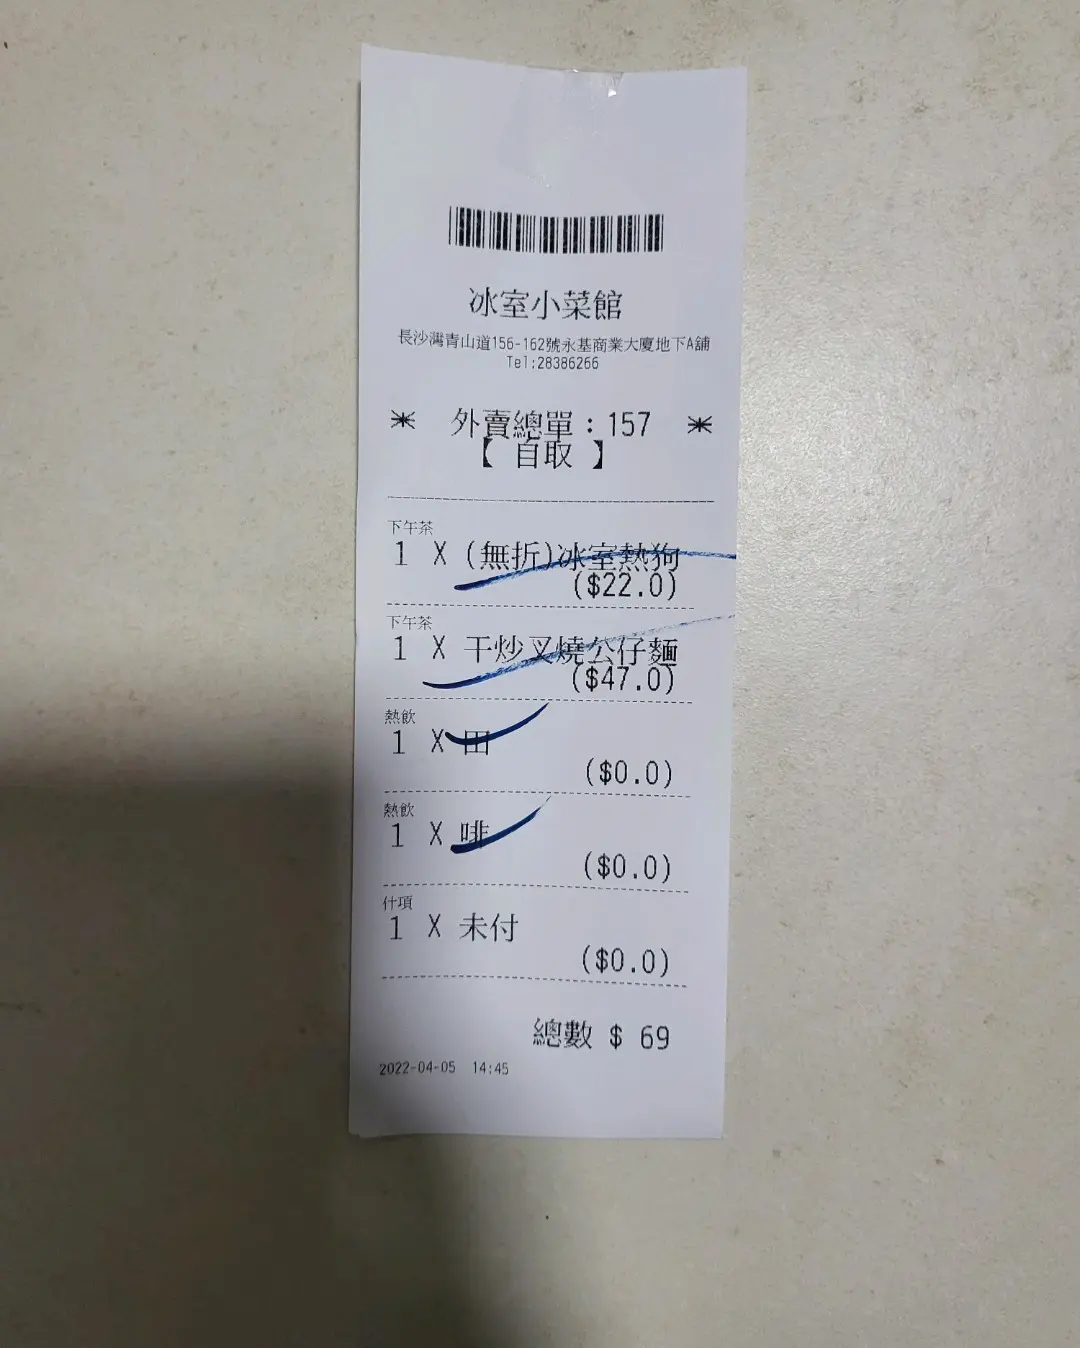 冰室小菜館
長沙灣青山道156-162號永基商業大廈地下A舖
Tel:28386266
* 外賣總單：157 *
【 自取 】
下午茶
1 X (無折)冰室熱狗
($22.0)
下午茶
1 X 干炒叉燒公仔麵
($47.0)
熱飲
1 X 田
($0.0)
熱飲
1 X 啡
($0.0)
什項
1 X 未付
($0.0)
總數 $ 69
2022-04-05 14:45